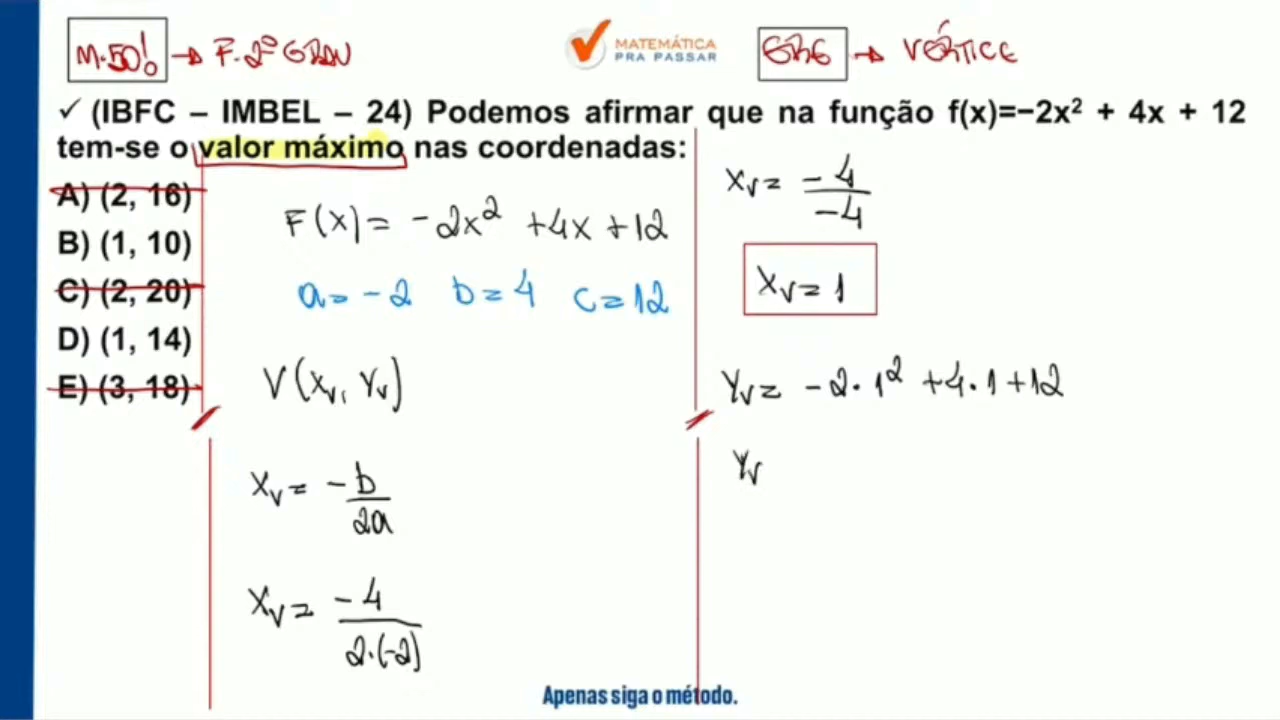 M.50! → F. 2º GRAU
MATEMÁTICA
PRA PASSAR
→ VÉRTICE
✓ (IBFC – IMBEL – 24) Podemos afirmar que na função f(x)=−2x² + 4x + 12
tem-se o valor máximo nas coordenadas:
A) (2, 16)
B) (1, 10)
C) (2, 20)
D) (1, 14)
E) (3, 18)
F(x) = -2x² +4x +12
a = -2 b = 4 c = 12
V(Xv, Yv)
Xv = -b/2a
Xv = -4/2.(-2)
Xv = -4/-4
Xv = 1
Yv = -2.1² +4.1+12
Yv
Apenas siga o método.